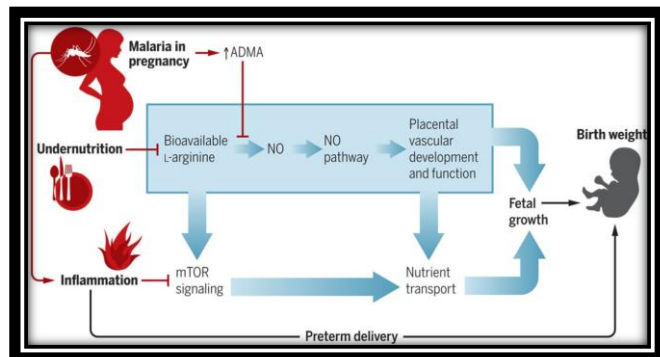 Malaria in
pregnancy
↑ADMA
Undernutrition
Bioavailable
L-arginine
NO
NO
pathway
Placental
vascular
development
and function
Birth weight
Fetal
growth
Inflammation
mTOR
signaling
Nutrient
transport
Preterm delivery